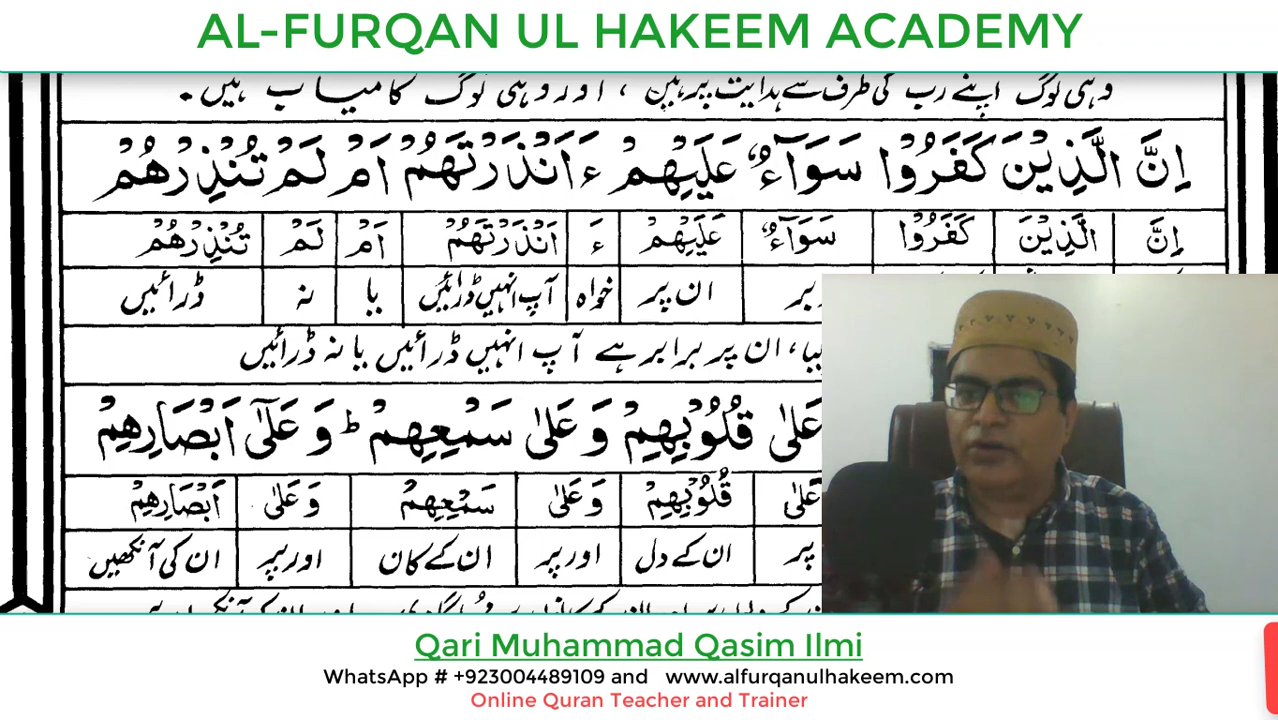 AL-FURQAN UL HAKEEM ACADEMY
وہی لوگ اپنے رب کی طرف سے ہدایت پر ہیں ، اور وہی لوگ کامیاب ہیں۔
اِنَّ الَّذِیْنَ کَفَرُوْا سَوَآءٌ عَلَیْهِمْ ءَ اَنْذَرْتَهُمْ اَمْ لَمْ تُنْذِرْهُمْ
اِنَّ الَّذِیْنَ کَفَرُوْا سَوَآءٌ عَلَیْهِمْ ءَ اَنْذَرْتَهُمْ اَمْ لَمْ تُنْذِرْهُمْ
ان پر خواہ آپ انہیں ڈرائیں یا نہ ڈرائیں
ان پر برابر ہے آپ انہیں ڈرائیں یا نہ ڈرائیں
عَلٰی قُلُوْبِهِمْ وَ عَلٰی سَمْعِهِمْ ؕ وَ عَلٰۤی اَبْصَارِهِمْ
عَلٰی قُلُوْبِهِمْ وَ عَلٰی سَمْعِهِمْ وَ عَلٰی اَبْصَارِهِمْ
پر ان کے دل اور پر ان کے کان اور پر ان کی آنکھیں
Qari Muhammad Qasim Ilmi
WhatsApp # +923004489109 and www.alfurqanulhakeem.com
Online Quran Teacher and Trainer